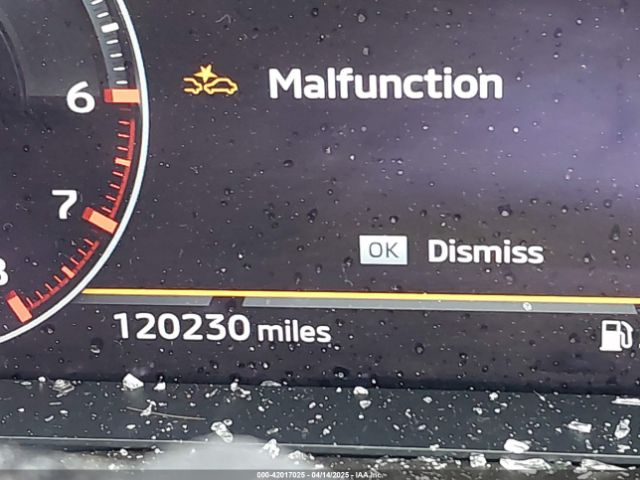 6
Malfunction
7
OK Dismiss
8
120230 miles
000-42017025 - 04/14/2025 - IAA Inc.